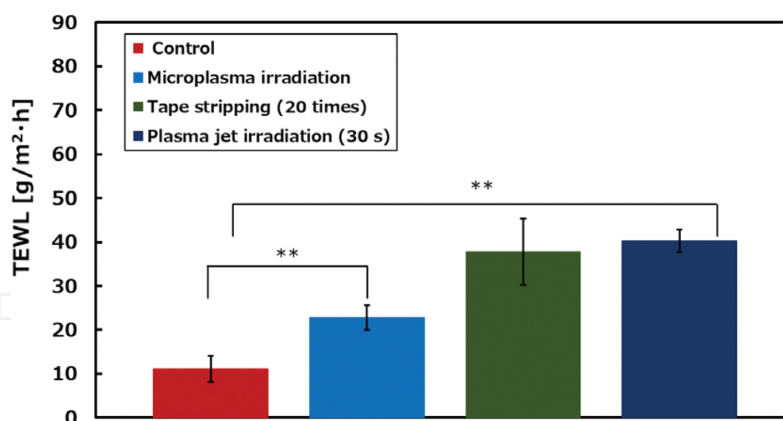 90
80
70
60
50
40
30
20
10
0
TEWL [g/m²·h]
Control
Microplasma irradiation
Tape stripping (20 times)
Plasma jet irradiation (30 s)
**
**